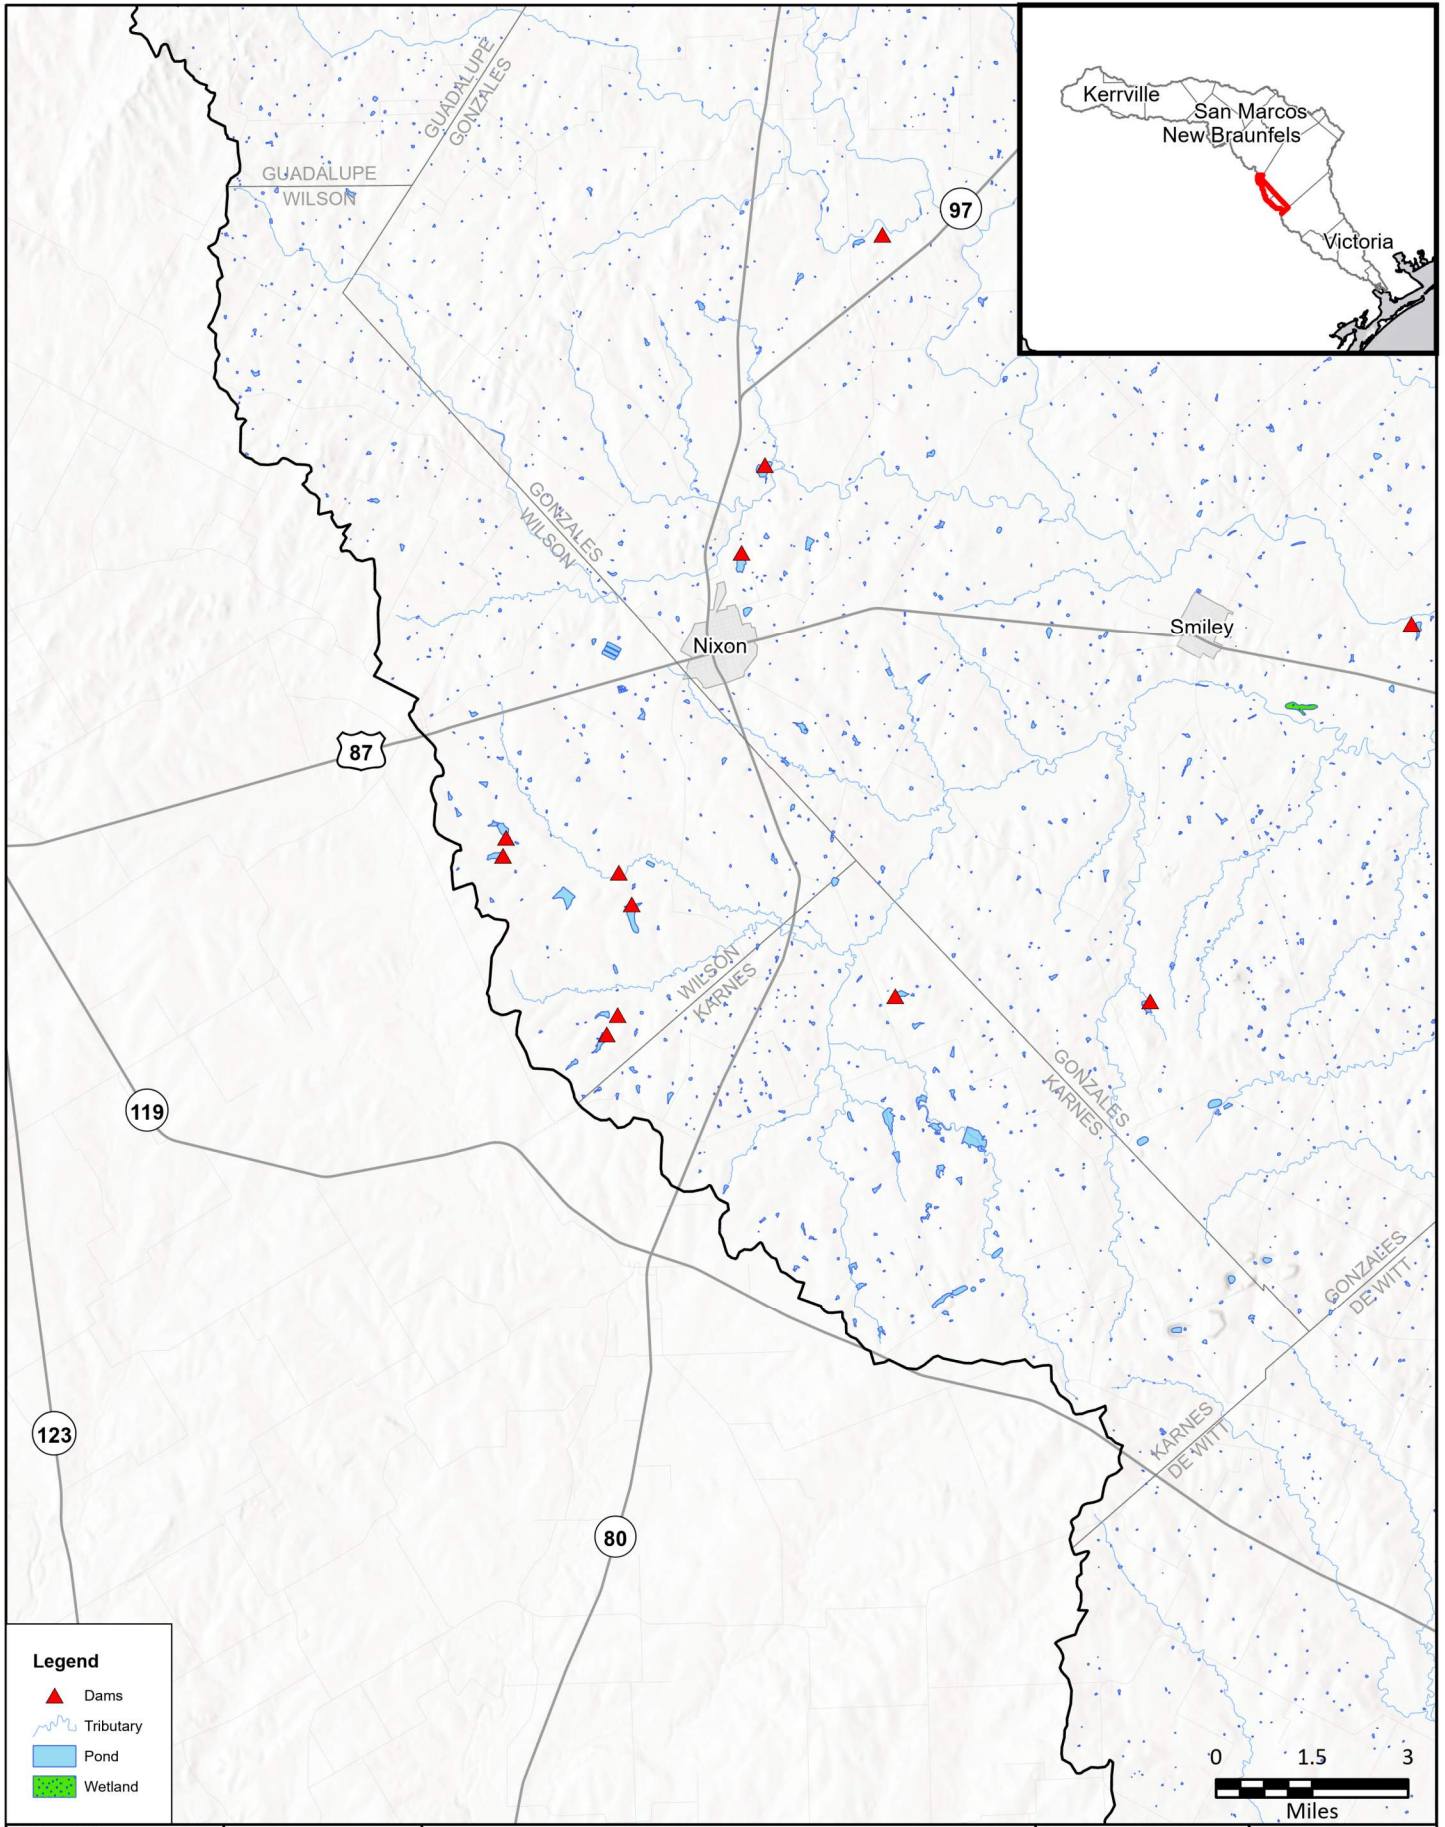 GUADALUPE
GONZALES
Kerrville
San Marcos
New Braunfels
Victoria
GUADALUPE
WILSON
97
GONZALES
WILSON
Nixon
Smiley
87
WILSON
KARNES
GONZALES
KARNES
119
GONZALES
DE WITT
KARNES
DE WITT
123
80
Legend
Dams
Tributary
Pond
Wetland
0 1.5 3
Miles